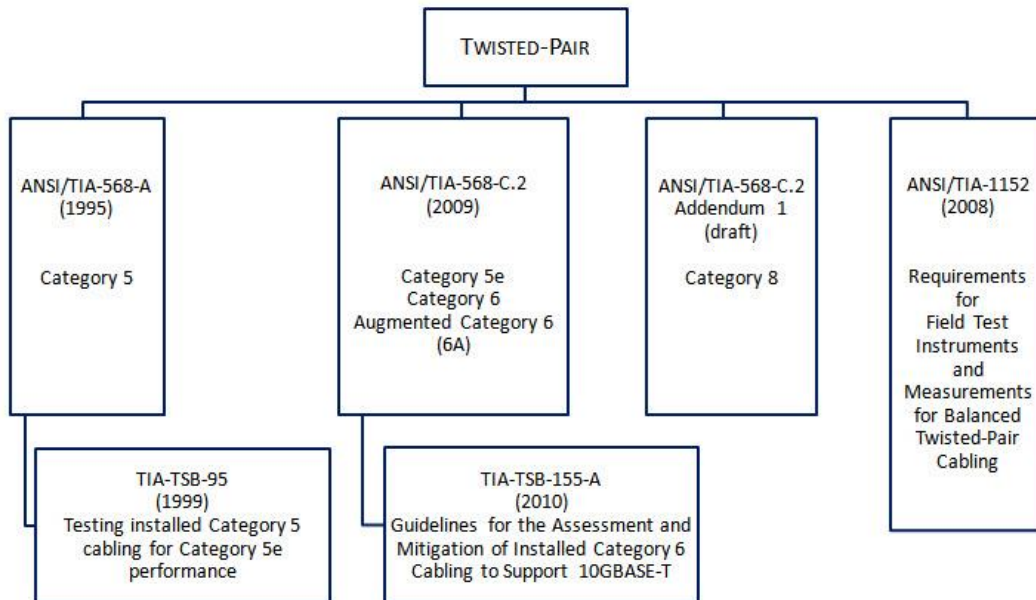 TWISTED-PAIR
ANSI/TIA-568-A
(1995)
Category 5
ANSI/TIA-568-C.2
(2009)
Category 5e
Category 6
Augmented Category 6
(6A)
ANSI/TIA-568-C.2
Addendum 1
(draft)
Category 8
ANSI/TIA-1152
(2008)
Requirements
for
Field Test
Instruments
and
Measurements
for Balanced
Twisted-Pair
Cabling
TIA-TSB-95
(1999)
Testing installed Category 5
cabling for Category 5e
performance
TIA-TSB-155-A
(2010)
Guidelines for the Assessment and
Mitigation of Installed Category 6
Cabling to Support 10GBASE-T